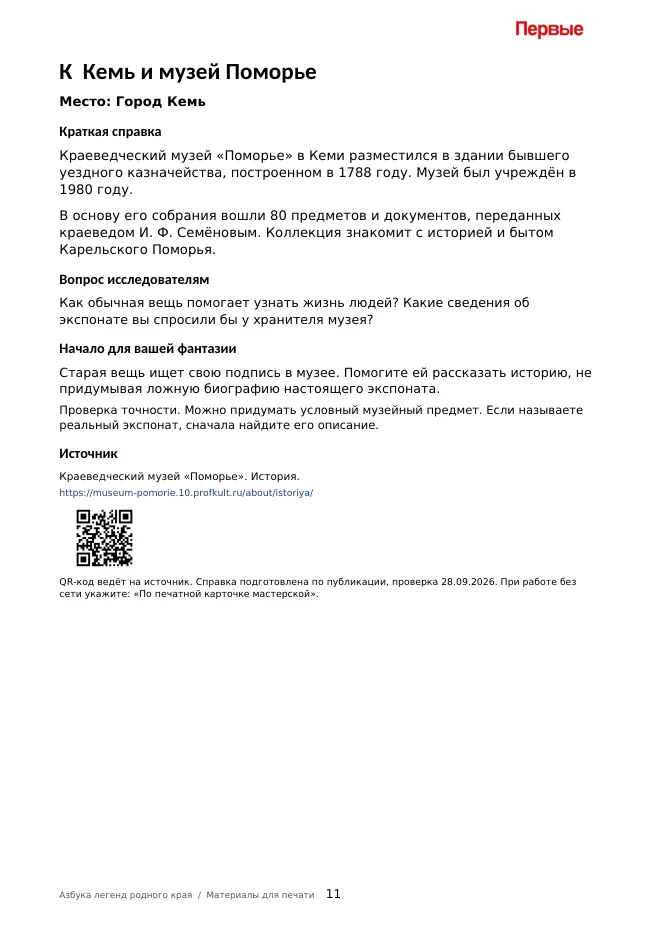 Первые
К Кемь и музей Поморье
Место: Город Кемь
Краткая справка
Краеведческий музей «Поморье» в Кеми разместился в здании бывшего
уездного казначейства, построенном в 1788 году. Музей был учреждён в
1980 году.
В основу его собрания вошли 80 предметов и документов, переданных
краеведом И. Ф. Семёновым. Коллекция знакомит с историей и бытом
Карельского Поморья.
Вопрос исследователям
Как обычная вещь помогает узнать жизнь людей? Какие сведения об
экспонате вы спросили бы у хранителя музея?
Начало для вашей фантазии
Старая вещь ищет свою подпись в музее. Помогите ей рассказать историю, не
придумывая ложную биографию настоящего экспоната.
Проверка точности. Можно придумать условный музейный предмет. Если называете
реальный экспонат, сначала найдите его описание.
Источник
Краеведческий музей «Поморье». История.
https://museum-pomorie.10.profkult.ru/about/istoriya/
QR-код ведёт на источник. Справка подготовлена по публикации, проверка 28.09.2026. При работе без
сети укажите: «По печатной карточке мастерской».
Азбука легенд родного края / Материалы для печати 11